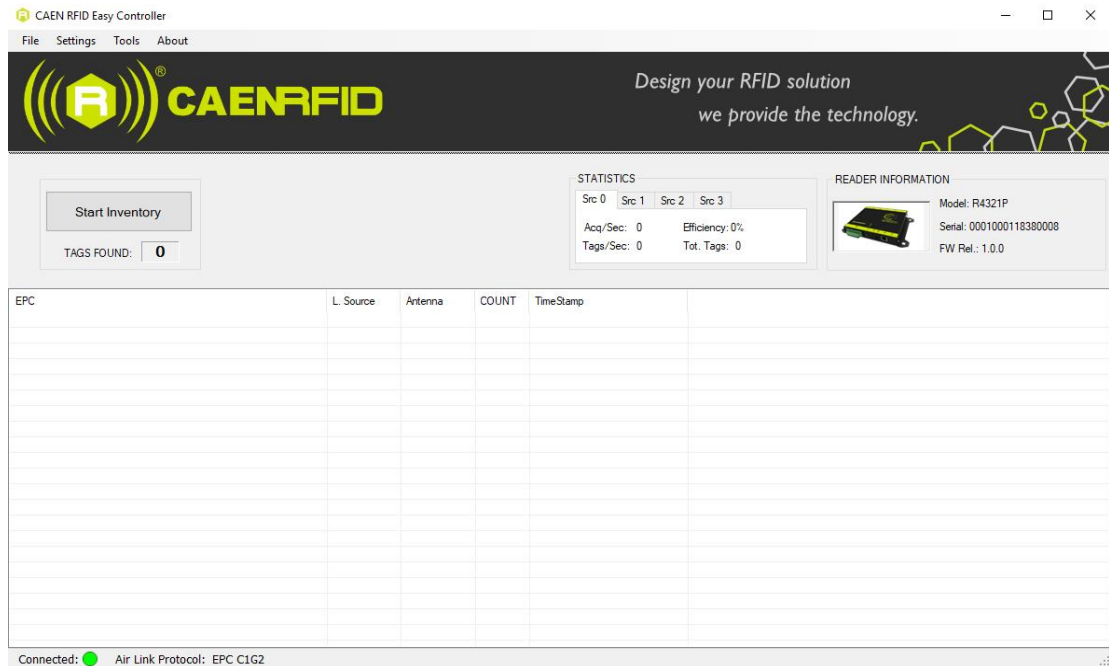 CAEN RFID Easy Controller
File Settings Tools About
R ® CAENRFID
Design your RFID solution
we provide the technology.
Start Inventory
TAGS FOUND: 0
STATISTICS
Src 0 Src 1 Src 2 Src 3
Acq/Sec: 0 Efficiency: 0%
Tags/Sec: 0 Tot. Tags: 0
READER INFORMATION
Model: R4321P
Serial: 0001000118380008
FW Rel.: 1.0.0
EPC L. Source Antenna COUNT TimeStamp
Connected: Air Link Protocol: EPC C1G2